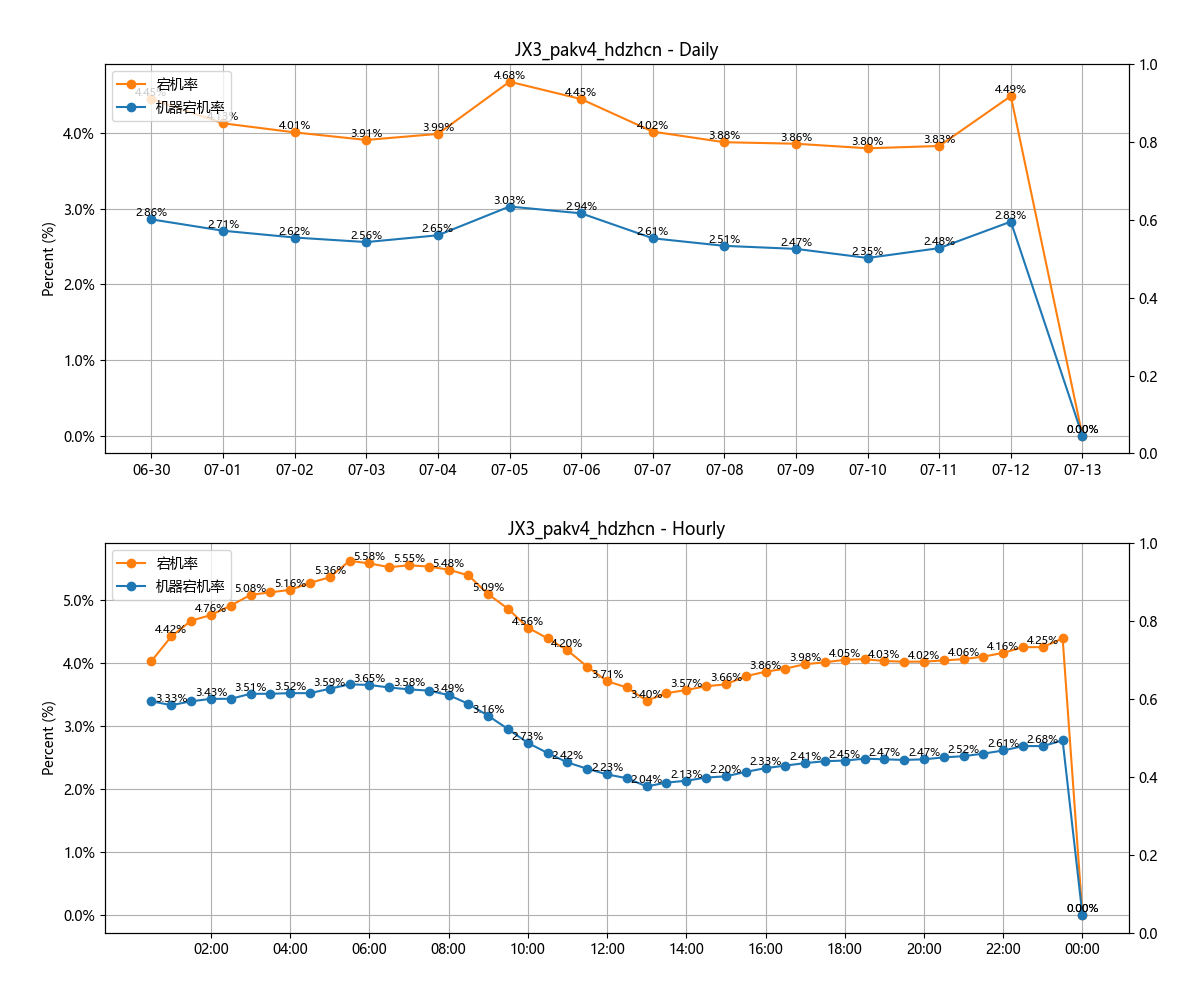 JX3_pakv4_hdzhcn - Daily
宕机率
机器宕机率
4.45% 4.13% 4.01% 3.91% 3.99% 4.68% 4.45% 4.02% 3.88% 3.86% 3.80% 3.83% 4.49% 0.00%
2.86% 2.71% 2.62% 2.56% 2.65% 3.03% 2.94% 2.61% 2.51% 2.47% 2.35% 2.48% 2.83% 0.00%
Percent (%)
4.0%
3.0%
2.0%
1.0%
0.0%
1.0
0.8
0.6
0.4
0.2
0.0
06-30 07-01 07-02 07-03 07-04 07-05 07-06 07-07 07-08 07-09 07-10 07-11 07-12 07-13
JX3_pakv4_hdzhcn - Hourly
宕机率
机器宕机率
4.42% 4.76% 5.08% 5.16% 5.36% 5.58% 5.55% 5.48% 5.09% 4.56% 4.20% 3.71% 3.40% 3.57% 3.66% 3.86% 3.98% 4.05% 4.03% 4.02% 4.06% 4.16% 4.25% 0.00%
3.33% 3.43% 3.51% 3.52% 3.59% 3.65% 3.58% 3.49% 3.16% 2.73% 2.42% 2.23% 2.04% 2.13% 2.20% 2.33% 2.41% 2.45% 2.47% 2.47% 2.52% 2.61% 2.68% 0.00%
Percent (%)
5.0%
4.0%
3.0%
2.0%
1.0%
0.0%
1.0
0.8
0.6
0.4
0.2
0.0
02:00 04:00 06:00 08:00 10:00 12:00 14:00 16:00 18:00 20:00 22:00 00:00